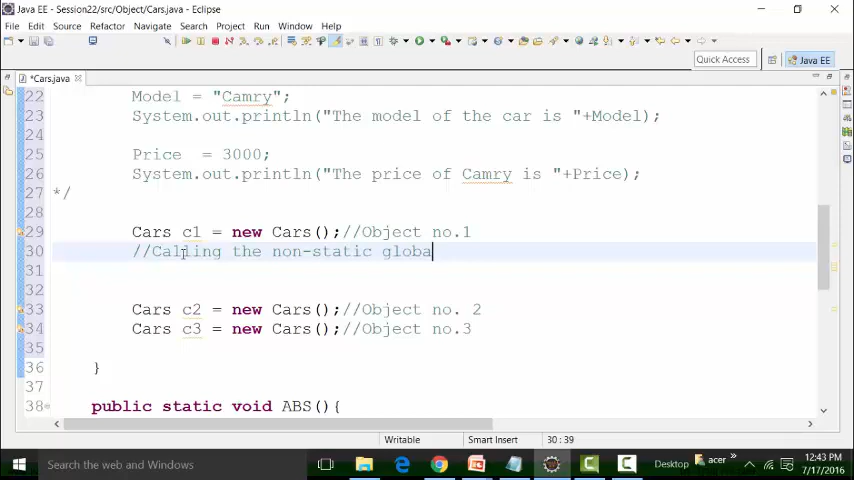 Java EE - Session22/src/Object/Cars.java - Eclipse
File Edit Source Refactor Navigate Search Project Run Window Help
Quick Access
Java EE
*Cars.java
22 Model = "Camry";
23 System.out.println("The model of the car is "+Model);
24
25 Price = 3000;
26 System.out.println("The price of Camry is "+Price);
27 */
28
29 Cars c1 = new Cars();//Object no.1
30 //Calling the non-static globa
31
32
33 Cars c2 = new Cars();//Object no. 2
34 Cars c3 = new Cars();//Object no.3
35
36 }
37
38 public static void ABS(){
Writable Smart Insert 30 : 39
Search the web and Windows
Desktop
acer
12:43 PM
7/17/2016